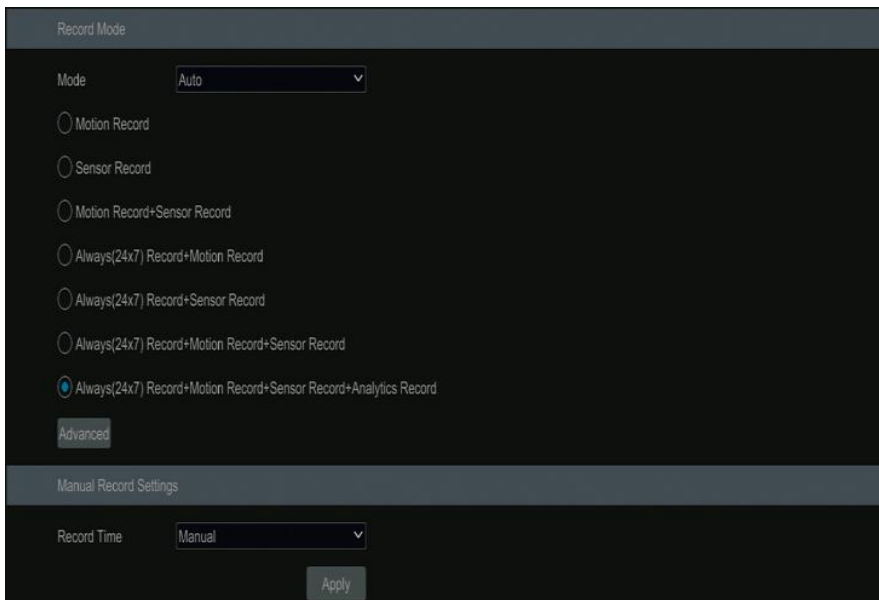 Record Mode
Mode Auto
Motion Record
Sensor Record
Motion Record+Sensor Record
Always(24x7) Record+Motion Record
Always(24x7) Record+Sensor Record
Always(24x7) Record+Motion Record+Sensor Record
Always(24x7) Record+Motion Record+Sensor Record+Analytics Record
Advanced
Manual Record Settings
Record Time Manual
Apply